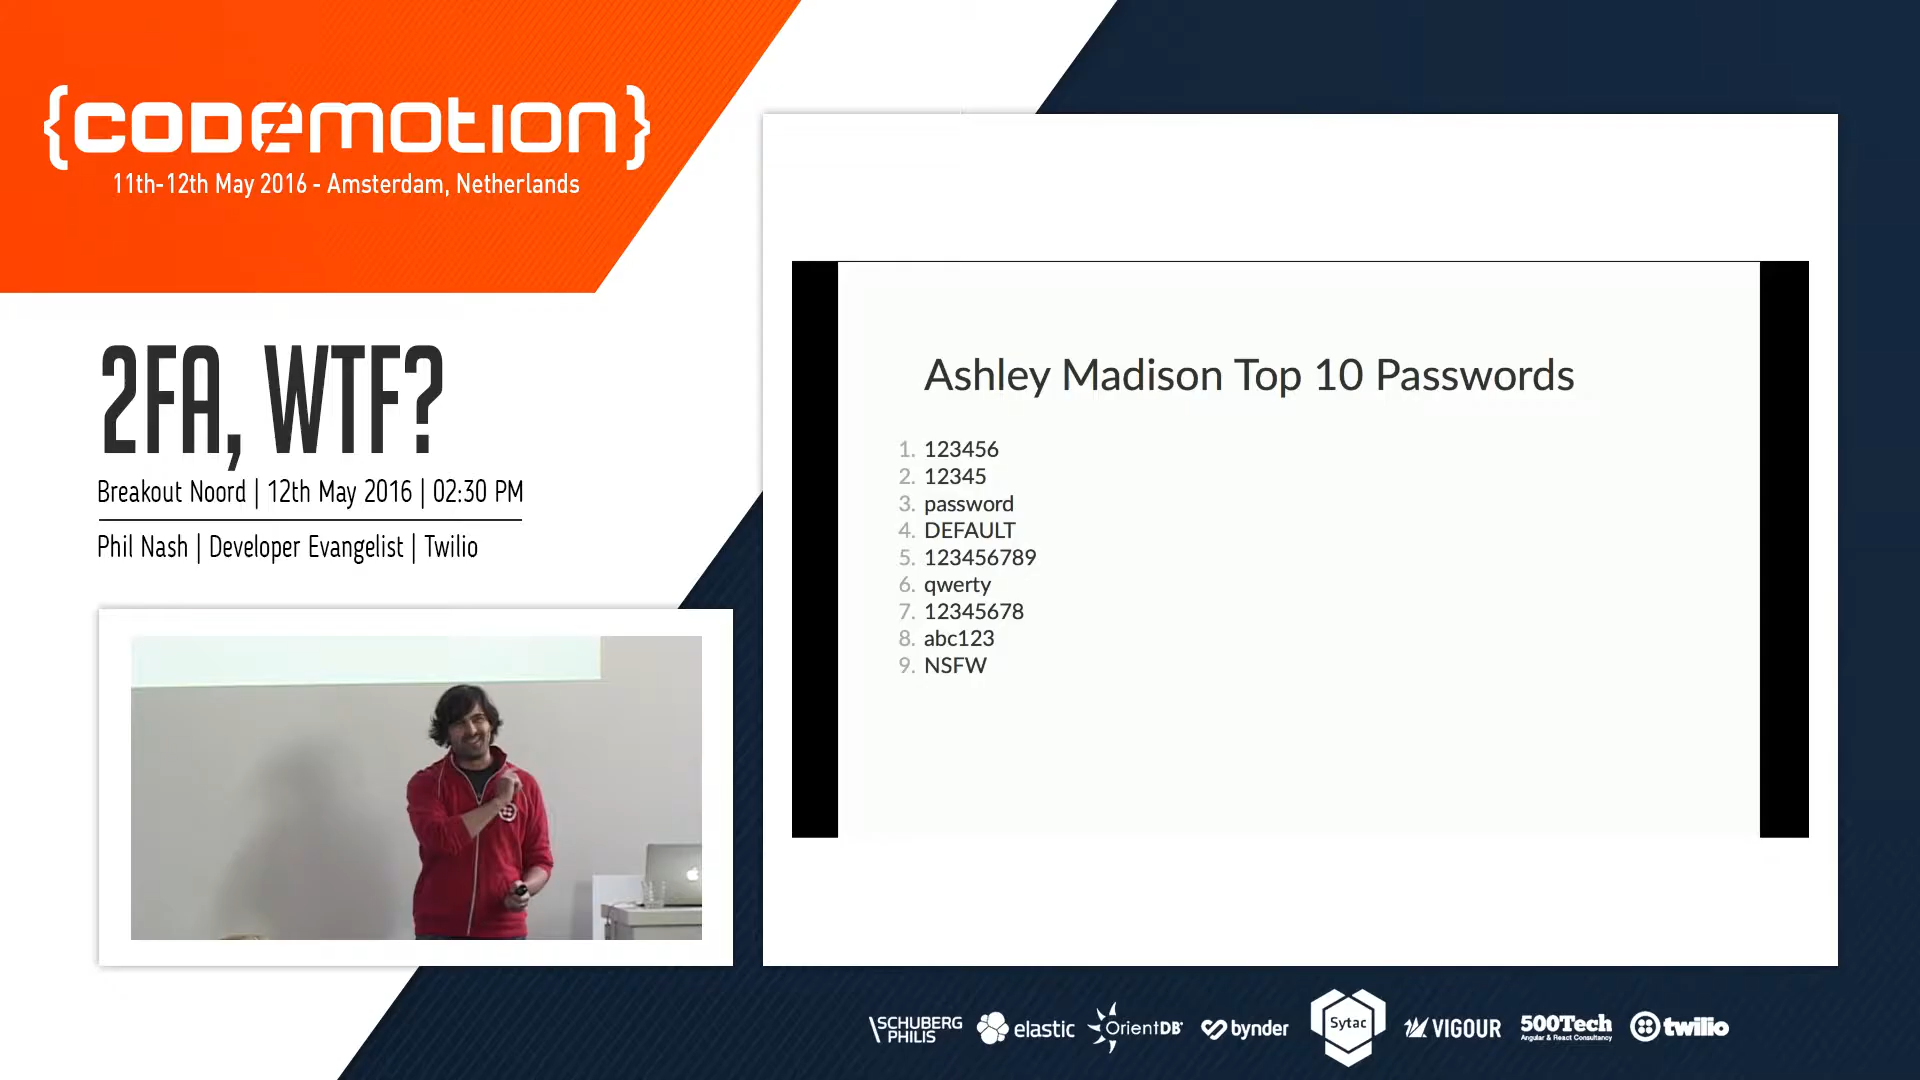 {codemotion}
11th-12th May 2016 - Amsterdam, Netherlands
2FA, WTF?
Breakout Noord | 12th May 2016 | 02:30 PM
Phil Nash | Developer Evangelist | Twilio
Ashley Madison Top 10 Passwords
1. 123456
2. 12345
3. password
4. DEFAULT
5. 123456789
6. qwerty
7. 12345678
8. abc123
9. NSFW
SCHUBERG
PHILIS
elastic
OrientDB
bynder
Sytac
VIGOUR
500Tech
Angular & React Consultancy
twilio